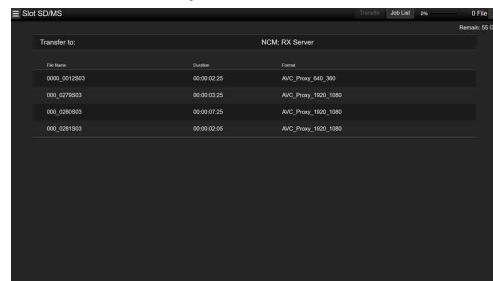 Slot SD/MS Transfer Job List 0% 0 File
Remain: 55 G
Transfer to: NCM: RX Server
File Name Duration Format
0000_0012S03 00:00:02:25 AVC_Proxy_640_360
000_0279S03 00:00:03:25 AVC_Proxy_1920_1080
000_0280S03 00:00:07:25 AVC_Proxy_1920_1080
000_0281S03 00:00:02:05 AVC_Proxy_1920_1080